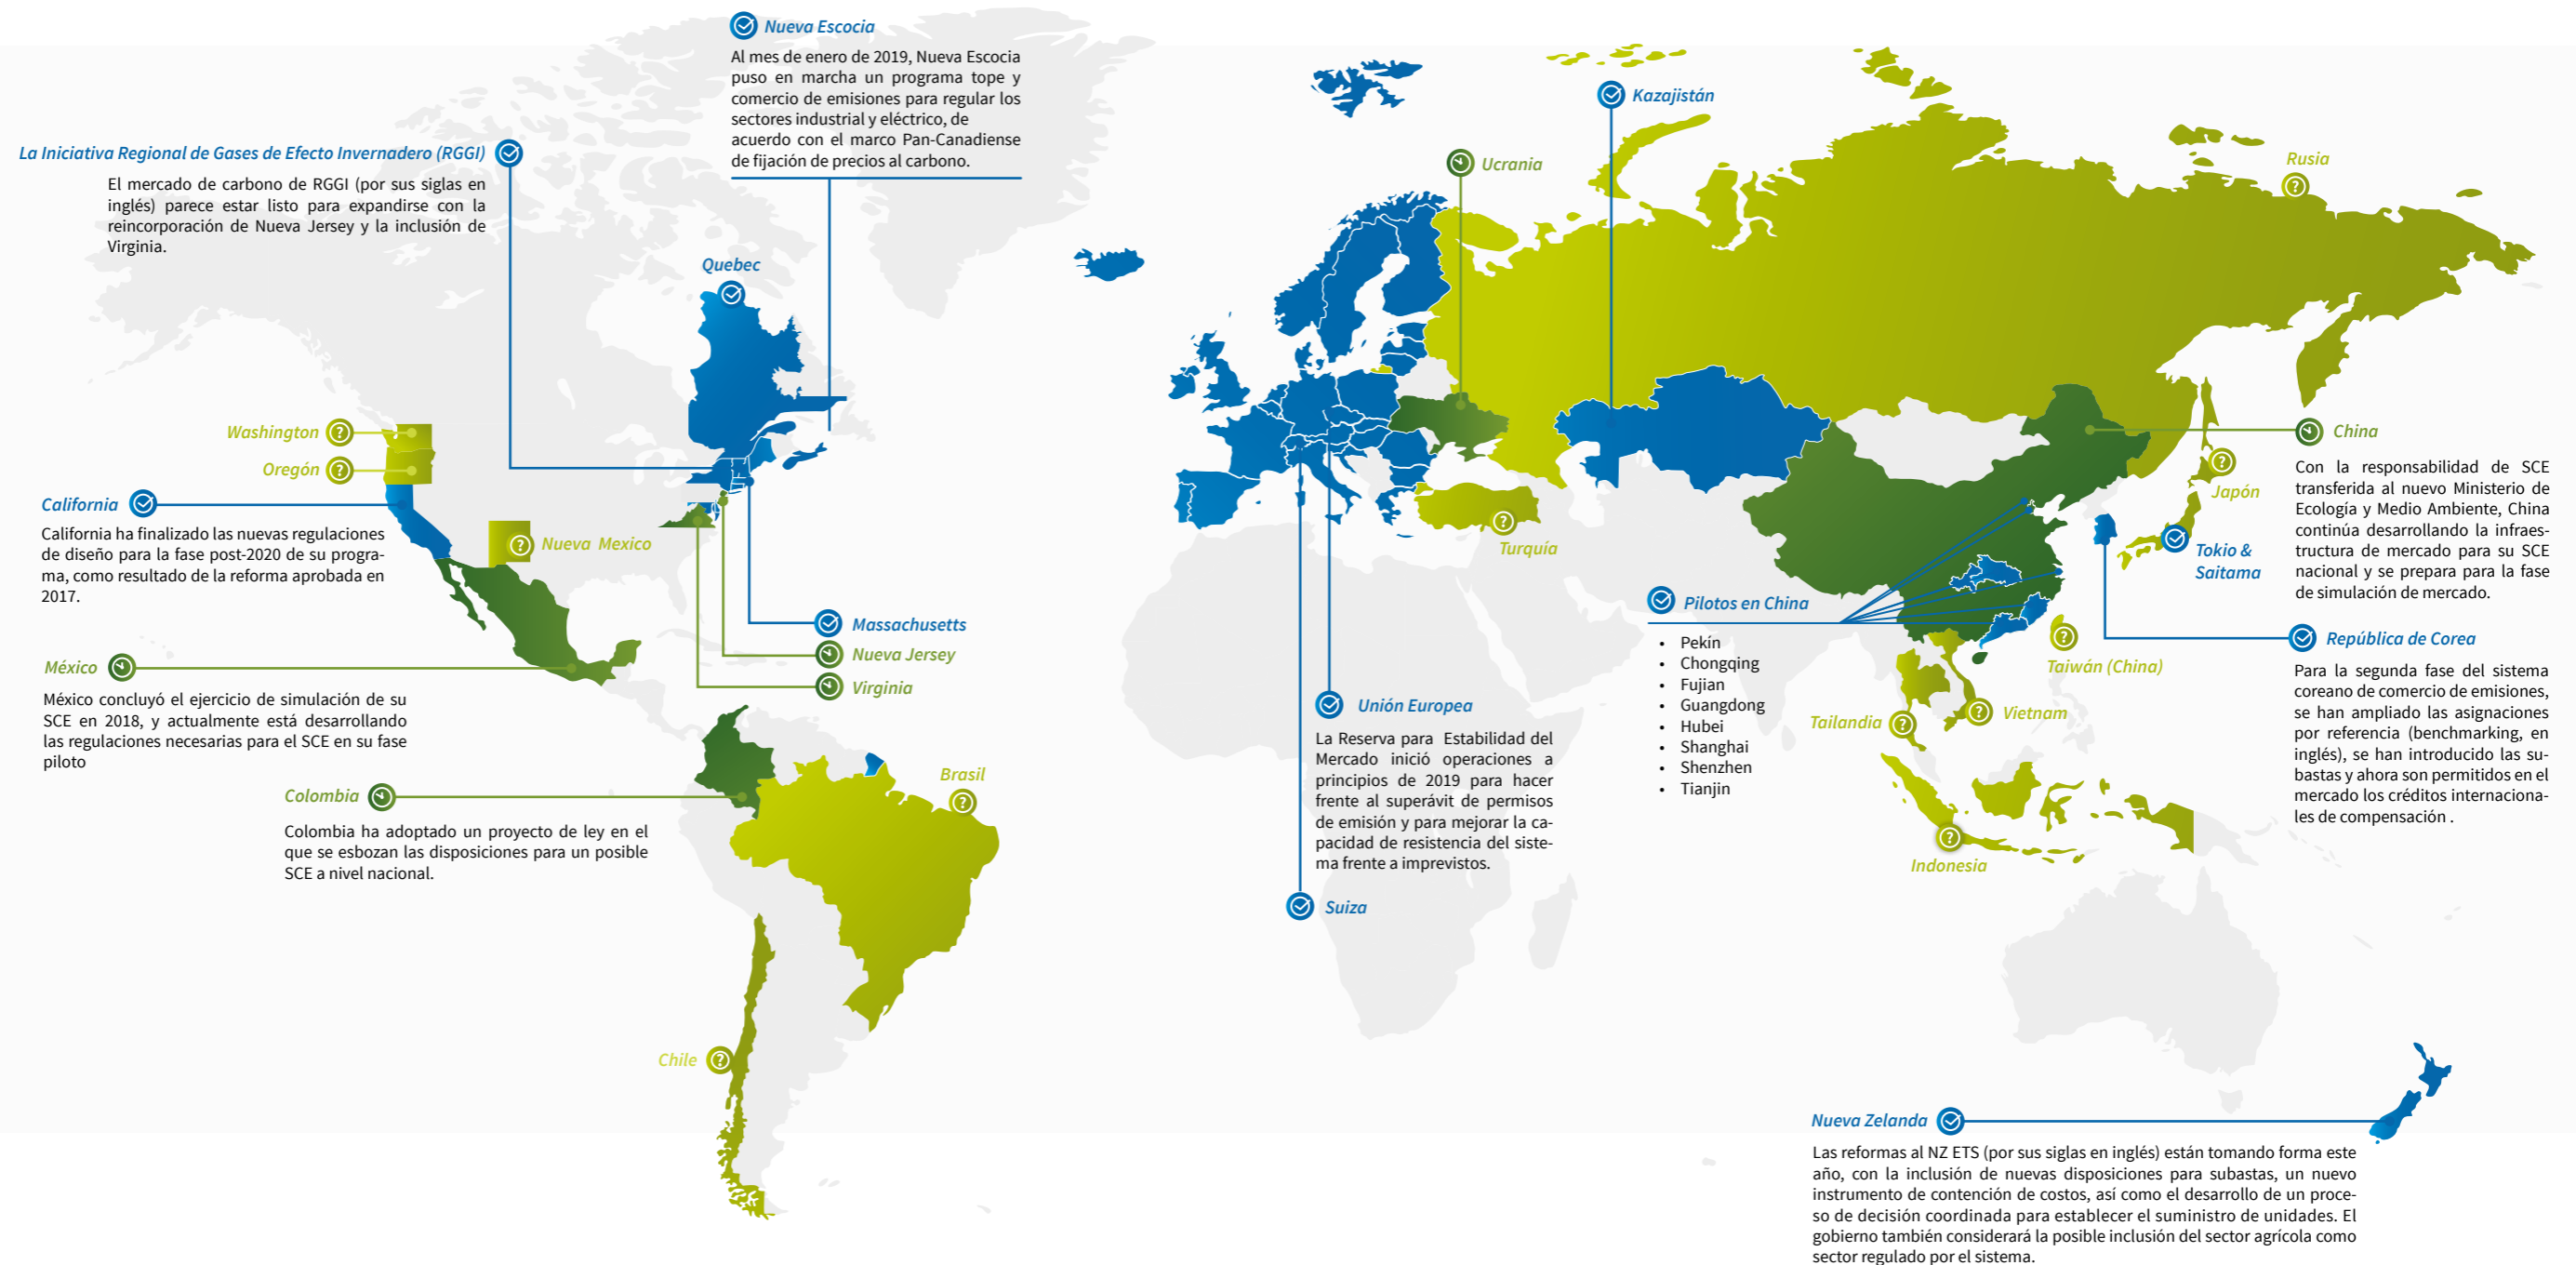 Nueva Escocia
Al mes de enero de 2019, Nueva Escocia
puso en marcha un programa tope y
comercio de emisiones para regular los
sectores industrial y eléctrico, de
acuerdo con el marco Pan-Canadiense
de fijación de precios al carbono.
La Iniciativa Regional de Gases de Efecto Invernadero (RGGI)
El mercado de carbono de RGGI (por sus siglas en
inglés) parece estar listo para expandirse con la
reincorporación de Nueva Jersey y la inclusión de
Virginia.
Quebec
Washington ?
Oregón ?
California
California ha finalizado las nuevas regulaciones
de diseño para la fase post-2020 de su progra-
ma, como resultado de la reforma aprobada en
2017.
? Nueva Mexico
Massachusetts
Nueva Jersey
Virginia
México
México concluyó el ejercicio de simulación de su
SCE en 2018, y actualmente está desarrollando
las regulaciones necesarias para el SCE en su fase
piloto
Colombia
Colombia ha adoptado un proyecto de ley en el
que se esbozan las disposiciones para un posible
SCE a nivel nacional.
Brasil
?
Chile ?
Kazajistán
Ucrania
Rusia
?
?
Turquía
Unión Europea
La Reserva para Estabilidad del
Mercado inició operaciones a
principios de 2019 para hacer
frente al superávit de permisos
de emisión y para mejorar la ca-
pacidad de resistencia del siste-
ma frente a imprevistos.
Suiza
Pilotos en China
• Pekín
• Chongqing
• Fujian
• Guangdong
• Hubei
• Shanghai
• Shenzhen
• Tianjin
China
Con la responsabilidad de SCE
transferida al nuevo Ministerio de
Ecología y Medio Ambiente, China
continúa desarrollando la infraes-
tructura de mercado para su SCE
nacional y se prepara para la fase
de simulación de mercado.
?
Japón
Tokio &
Saitama
República de Corea
Para la segunda fase del sistema
coreano de comercio de emisiones,
se han ampliado las asignaciones
por referencia (benchmarking, en
inglés), se han introducido las su-
bastas y ahora son permitidos en el
mercado los créditos internaciona-
les de compensación .
?
Taiwán (China)
Tailandia ?
? Vietnam
?
Indonesia
Nueva Zelanda
Las reformas al NZ ETS (por sus siglas en inglés) están tomando forma este
año, con la inclusión de nuevas disposiciones para subastas, un nuevo
instrumento de contención de costos, así como el desarrollo de un proce-
so de decisión coordinada para establecer el suministro de unidades. El
gobierno también considerará la posible inclusión del sector agrícola como
sector regulado por el sistema.